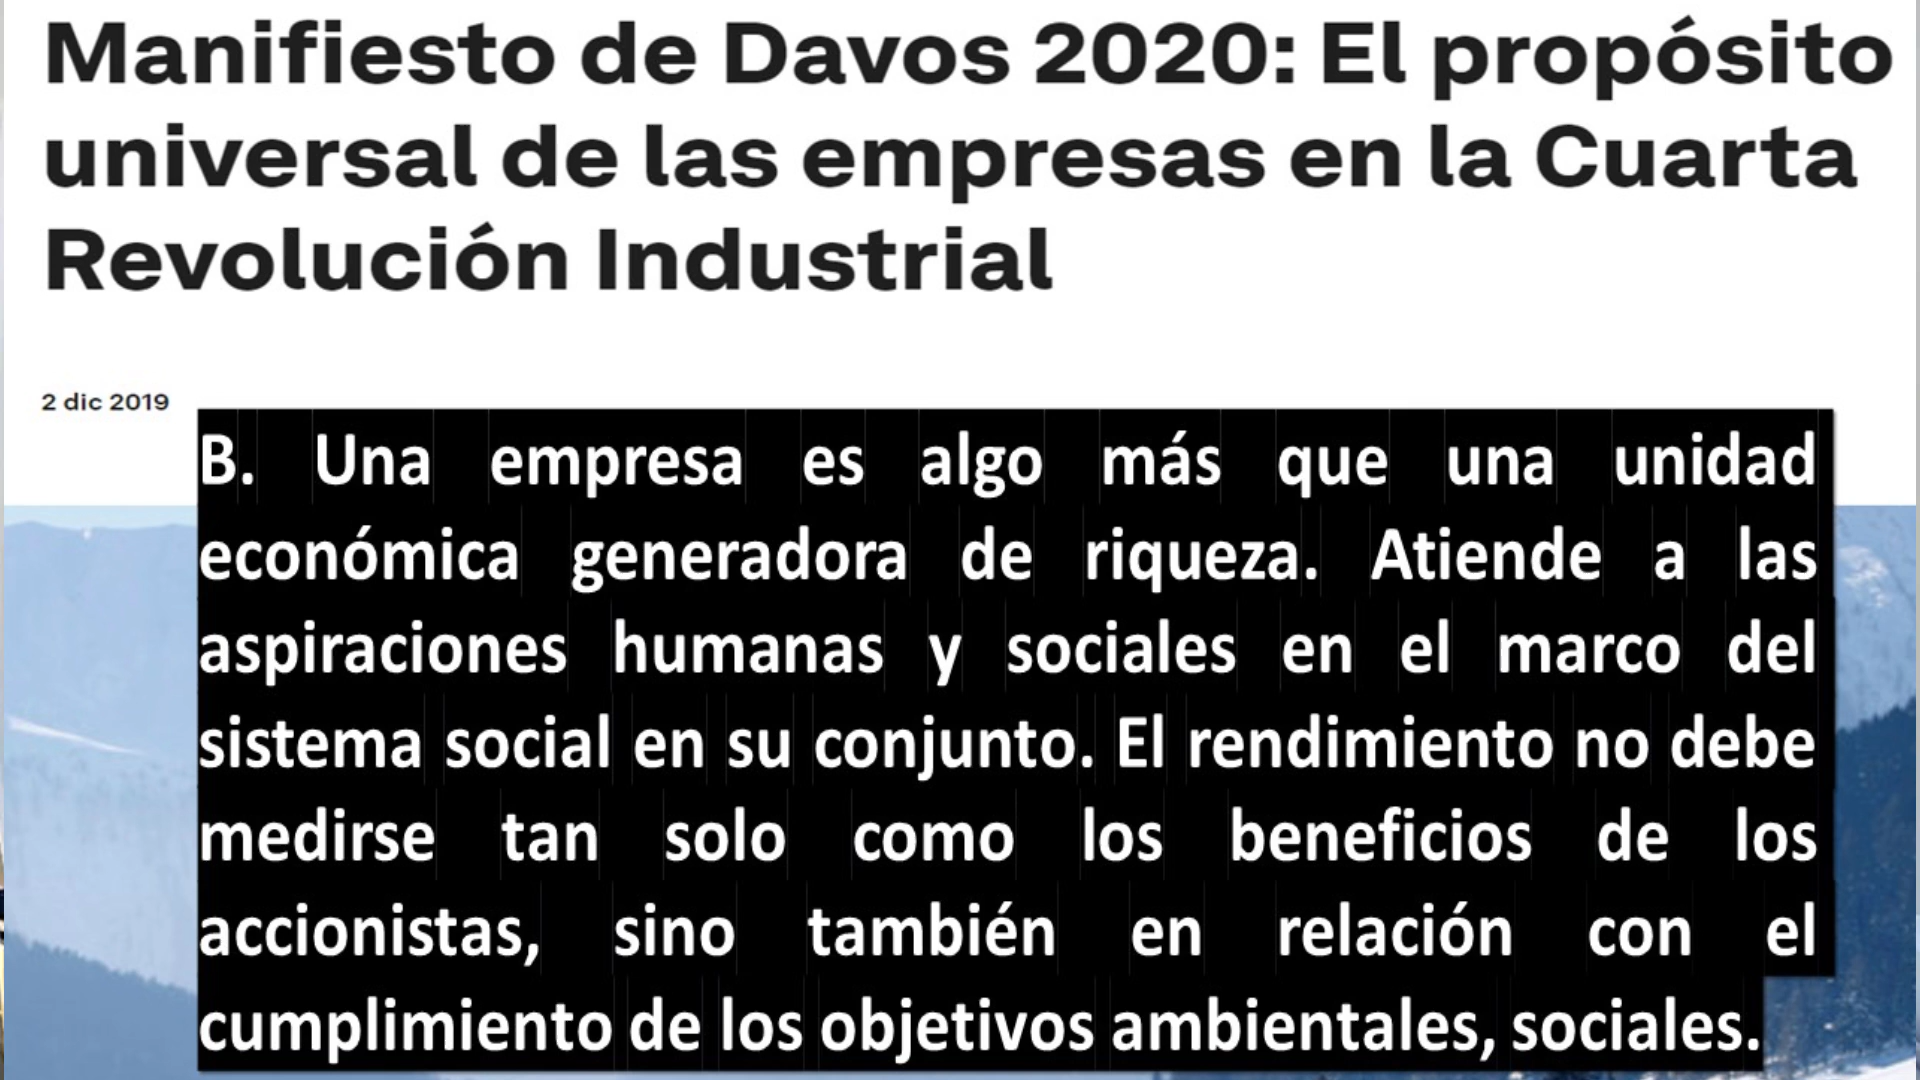 Manifiesto de Davos 2020: El propósito
universal de las empresas en la Cuarta
Revolución Industrial
2 dic 2019
B. Una empresa es algo más que una unidad
económica generadora de riqueza. Atiende a las
aspiraciones humanas y sociales en el marco del
sistema social en su conjunto. El rendimiento no debe
medirse tan solo como los beneficios de los
accionistas, sino también en relación con el
cumplimiento de los objetivos ambientales, sociales.